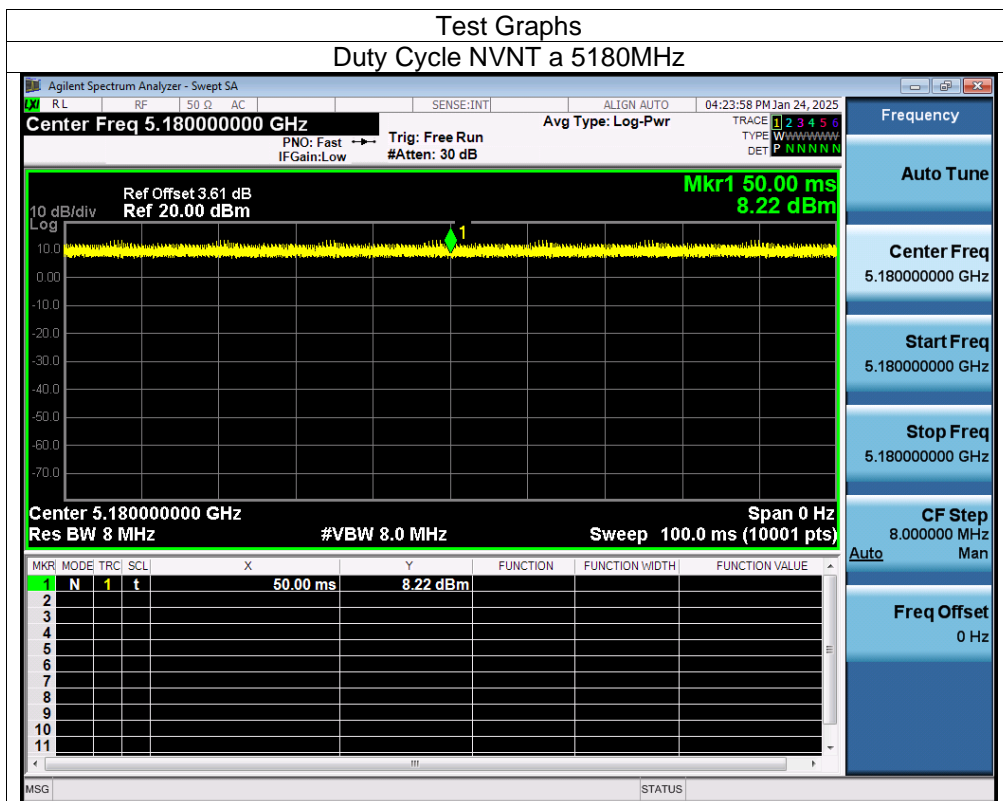 Test Graphs
Duty Cycle NVNT a 5180MHz
Agilent Spectrum Analyzer - Swept SA
LXI RL RF 50 Ω AC SENSE:INT ALIGN AUTO 04:23:58 PM Jan 24, 2025
Center Freq 5.180000000 GHz
PNO: Fast
IFGain:Low
Trig: Free Run
#Atten: 30 dB
Avg Type: Log-Pwr
TRACE 1 2 3 4 5 6
TYPE WWWWWWW
DET P N N N N N
Ref Offset 3.61 dB
10 dB/div Ref 20.00 dBm
Log
Mkr1 50.00 ms
8.22 dBm
1
10.0
0.00
-10.0
-20.0
-30.0
-40.0
-50.0
-60.0
-70.0
Center 5.180000000 GHz Span 0 Hz
Res BW 8 MHz #VBW 8.0 MHz Sweep 100.0 ms (10001 pts)
MKR MODE TRC SCL X Y FUNCTION FUNCTION WIDTH FUNCTION VALUE
1 N 1 t 50.00 ms 8.22 dBm
2
3
4
5
6
7
8
9
10
11
MSG STATUS
Frequency
Auto Tune
Center Freq
5.180000000 GHz
Start Freq
5.180000000 GHz
Stop Freq
5.180000000 GHz
CF Step
8.000000 MHz
Auto Man
Freq Offset
0 Hz